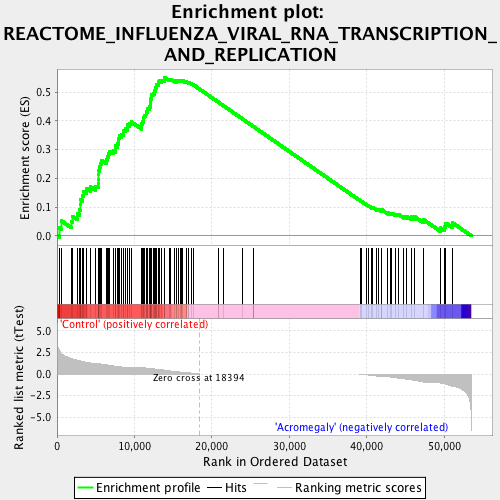 Enrichment plot:
REACTOME_INFLUENZA_VIRAL_RNA_TRANSCRIPTION_
AND_REPLICATION
Enrichment score (ES)
0.5
0.4
0.3
0.2
0.1
0.0
'Control' (positively correlated)
Ranked list metric (tTest)
5.0
2.5
0.0
-2.5
-5.0
Zero cross at 18394
'Acromegaly' (negatively correlated)
0
10,000
20,000
30,000
40,000
50,000
Rank in Ordered Dataset
Enrichment profile
Hits
Ranking metric scores